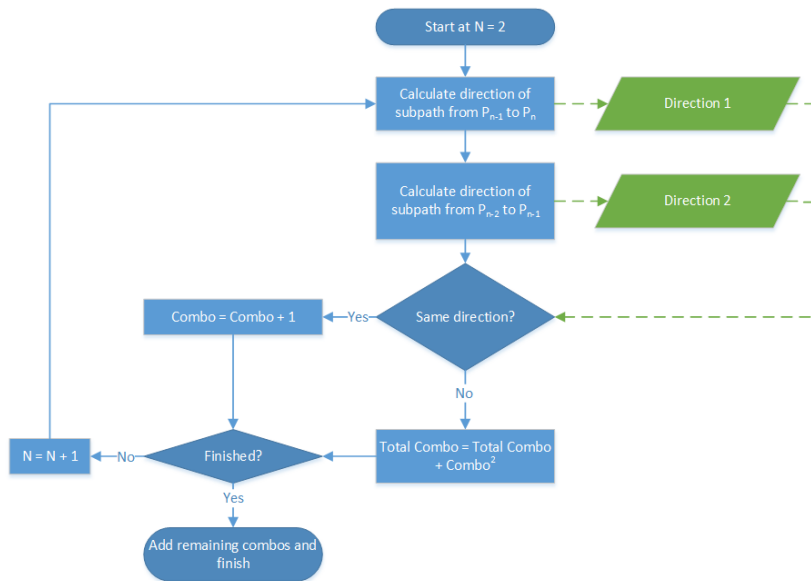 Start at N = 2
Calculate direction of
subpath from Pn-1 to Pn
Direction 1
Calculate direction of
subpath from Pn-2 to Pn-1
Direction 2
Same direction?
Yes
Combo = Combo + 1
No
Total Combo = Total Combo
+ Combo²
Finished?
No
N = N + 1
Yes
Add remaining combos and
finish